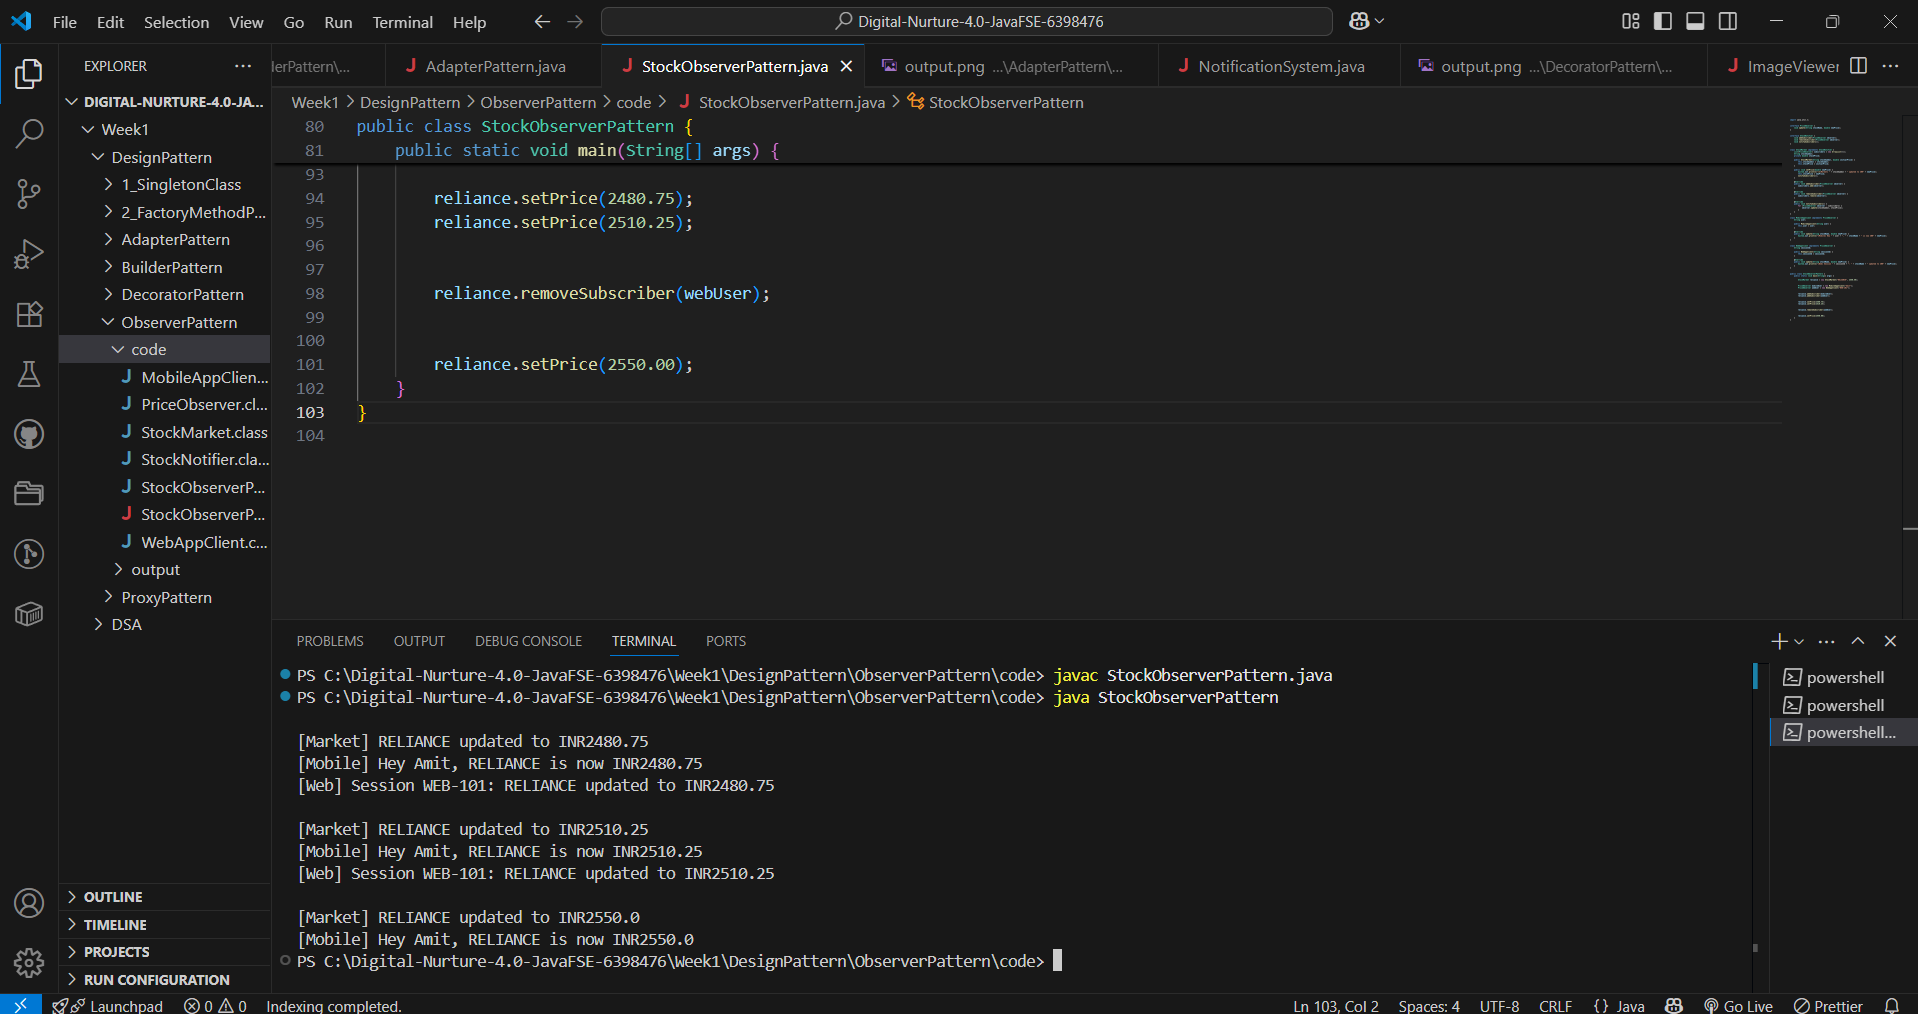 File Edit Selection View Go Run Terminal Help
Digital-Nurture-4.0-JavaFSE-6398476
EXPLORER
DIGITAL-NURTURE-4.0-JA...
Week1
DesignPattern
1_SingletonClass
2_FactoryMethodP...
AdapterPattern
BuilderPattern
DecoratorPattern
ObserverPattern
code
MobileAppClien...
PriceObserver.cl...
StockMarket.class
StockNotifier.cla...
StockObserverP...
StockObserverP...
WebAppClient.c...
output
ProxyPattern
DSA
OUTLINE
TIMELINE
PROJECTS
RUN CONFIGURATION
lerPattern\... AdapterPattern.java StockObserverPattern.java output.png ...\AdapterPattern\... NotificationSystem.java output.png ...\DecoratorPattern\... ImageViewer
Week1 > DesignPattern > ObserverPattern > code > StockObserverPattern.java > StockObserverPattern
80 public class StockObserverPattern {
81 public static void main(String[] args) {
93
94 reliance.setPrice(2480.75);
95 reliance.setPrice(2510.25);
96
97
98 reliance.removeSubscriber(webUser);
99
100
101 reliance.setPrice(2550.00);
102 }
103 }
104
PROBLEMS OUTPUT DEBUG CONSOLE TERMINAL PORTS
PS C:\Digital-Nurture-4.0-JavaFSE-6398476\Week1\DesignPattern\ObserverPattern\code> javac StockObserverPattern.java
PS C:\Digital-Nurture-4.0-JavaFSE-6398476\Week1\DesignPattern\ObserverPattern\code> java StockObserverPattern
[Market] RELIANCE updated to INR2480.75
[Mobile] Hey Amit, RELIANCE is now INR2480.75
[Web] Session WEB-101: RELIANCE updated to INR2480.75
[Market] RELIANCE updated to INR2510.25
[Mobile] Hey Amit, RELIANCE is now INR2510.25
[Web] Session WEB-101: RELIANCE updated to INR2510.25
[Market] RELIANCE updated to INR2550.0
[Mobile] Hey Amit, RELIANCE is now INR2550.0
PS C:\Digital-Nurture-4.0-JavaFSE-6398476\Week1\DesignPattern\ObserverPattern\code>
powershell
powershell
powershell...
Launchpad 0 0 Indexing completed. Ln 103, Col 2 Spaces: 4 UTF-8 CRLF {} Java Go Live Prettier